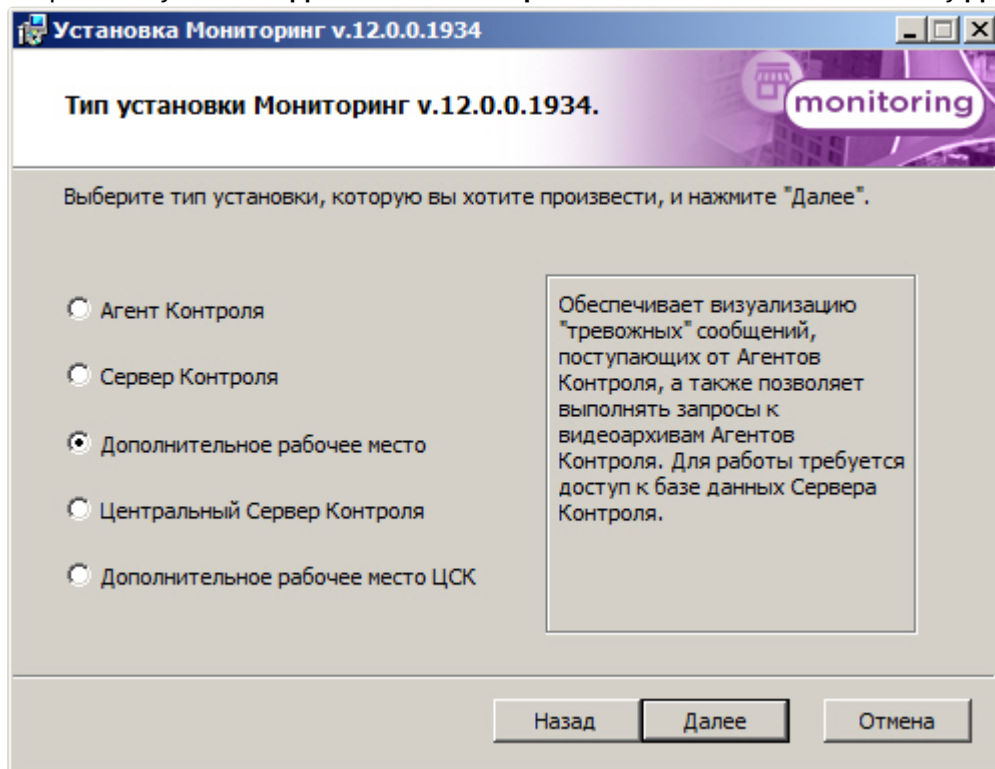 Установка Мониторинг v.12.0.0.1934
Тип установки Мониторинг v.12.0.0.1934.
monitoring
Выберите тип установки, которую вы хотите произвести, и нажмите "Далее".
Агент Контроля
Сервер Контроля
Дополнительное рабочее место
Центральный Сервер Контроля
Дополнительное рабочее место ЦСК
Обеспечивает визуализацию
"тревожных" сообщений,
поступающих от Агентов
Контроля, а также позволяет
выполнять запросы к
видеоархивам Агентов
Контроля. Для работы требуется
доступ к базе данных Сервера
Контроля.
Назад
Далее
Отмена